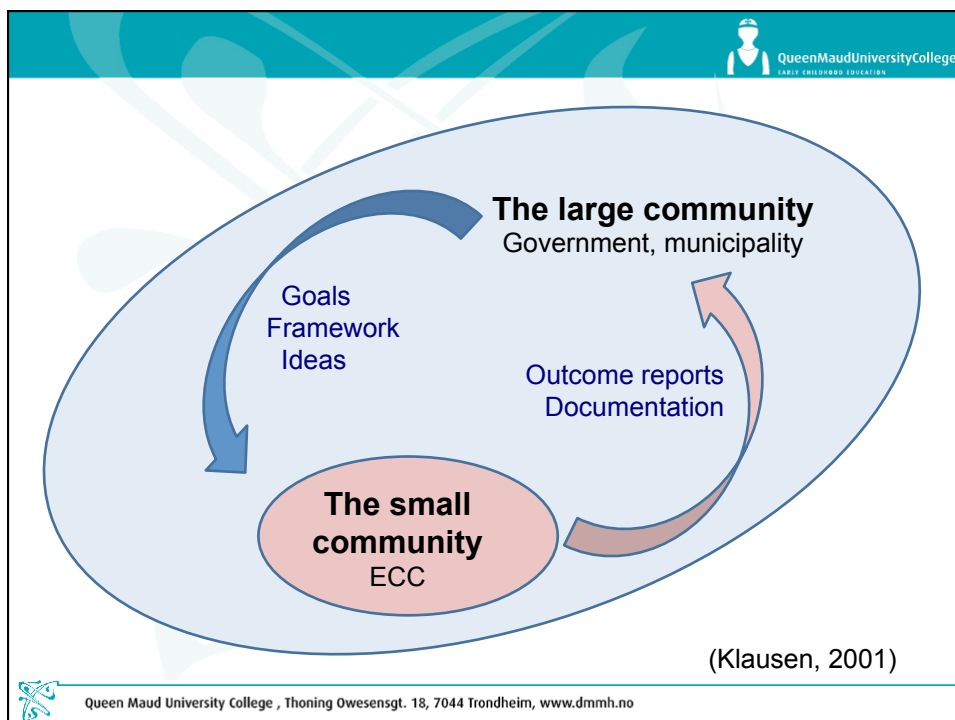 QueenMaudUniversityCollege
EARLY CHILDHOOD EDUCATION
The large community
Government, municipality
Goals
Framework
Ideas
Outcome reports
Documentation
The small
community
ECC
(Klausen, 2001)
Queen Maud University College , Thoning Owesensgt. 18, 7044 Trondheim, www.dmmh.no